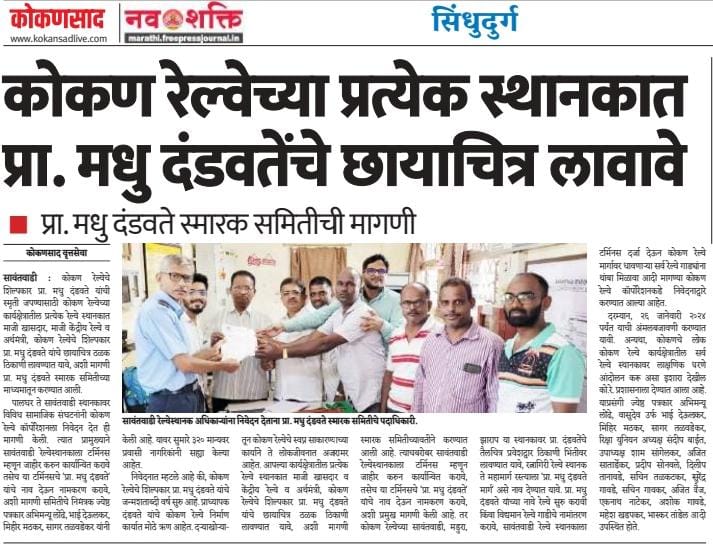 कोकणसाद
www.kokansadlive.com
नवशक्ति
marathi.freepressjournal.in
सिंधुदुर्ग
कोकण रेल्वेच्या प्रत्येक स्थानकात
प्रा. मधु दंडवतेंचे छायाचित्र लावावे
प्रा. मधु दंडवते स्मारक समितीची मागणी
कोकणसाद वृत्तसेवा
सावंतवाडी : कोकण रेल्वेचे
शिल्पकार प्रा. मधु दंडवते यांची
स्मृती जपण्यासाठी कोकण रेल्वेच्या
कार्यक्षेत्रातील प्रत्येक रेल्वे स्थानकात
माजी खासदार, माजी केंद्रीय रेल्वे व
अर्थमंत्री, कोकण रेल्वेचे शिल्पकार
प्रा. मधु दंडवते यांचे छायाचित्र ठळक
ठिकाणी लावण्यात यावे, अशी मागणी
प्रा. मधु दंडवते स्मारक समितीच्या
माध्यमातून करण्यात आली.
पालघर ते सावंतवाडी स्थानकावर
विविध सामाजिक संघटनांनी कोकण
रेल्वे कॉर्पोरेशनला निवेदन देत ही
मागणी केली. त्यात प्रामुख्याने
सावंतवाडी रेल्वेस्थानकाला टर्मिनस
म्हणून जाहीर करुन कार्यान्वित करावे
तसेच या टर्मिनसचे 'प्रा. मधु दंडवते'
यांचे नाव देऊन नामकरण करावे,
अशी मागणी समितीचे निमंत्रक ज्येष्ठ
पत्रकार अभिमन्यू लोंढे, भाई देऊलकर,
मिहीर मठकर, सागर तळवडेकर यांनी
सावंतवाडी रेल्वेस्थानक अधिकाऱ्यांना निवेदन देताना प्रा. मधु दंडवते स्मारक समितीचे पदाधिकारी.
केली आहे. यावर सुमारे ३२० मान्यवर
प्रवासी नागरिकांनी सह्या केल्या
आहेत.
निवेदनात म्हटले आहे की, कोकण
रेल्वेचे शिल्पकार प्रा. मधु दंडवते यांचे
जन्मशताब्दी वर्ष सुरु आहे. प्राध्यापक
दंडवते यांचे कोकण रेल्वे निर्माण
कार्यात मोठे ऋण आहेत. दऱ्याखोऱ्या-
तून कोकण रेल्वेचे स्वप्न साकारण्याच्या
कार्याने ते लोकजीवनात अजरामर
आहेत. आपल्या कार्यक्षेत्रातील प्रत्येक
रेल्वे स्थानकात माजी खासदार व
केंद्रीय रेल्वे व अर्थमंत्री, कोकण
रेल्वेचे शिल्पकार प्रा. मधु दंडवते
यांचे छायाचित्र ठळक ठिकाणी
लावण्यात यावे, अशी मागणी
स्मारक समितीच्यावतीने करण्यात
आली आहे. त्याचबरोबर सावंतवाडी
रेल्वेस्थानकाला टर्मिनस म्हणून
जाहीर करुन कार्यान्वित करावे,
तसेच या टर्मिनसचे 'प्रा. मधु दंडवते'
यांचे नाव देऊन नामकरण करावे,
अशी प्रमुख मागणी केली आहे. तर
कोकण रेल्वेच्या सावंतवाडी, मडुरा,
झाराप या स्थानकावर प्रा. दंडवतेंचे
तैलचित्र प्रवेशद्वार ठिकाणी भिंतीवर
लावण्यात यावे, रत्नागिरी रेल्वे स्थानक
ते महामार्ग रस्त्याला 'प्रा. मधु दंडवते
मार्ग' असे नाव देण्यात यावे. प्रा. मधु
दंडवते यांच्या नावे रेल्वे सुरु करावी
किंवा विद्यमान रेल्वे गाडीचे नामांतरण
करावे, सावंतवाडी रेल्वे स्थानकाला
टर्मिनस दर्जा देऊन कोकण रेल्वे
मार्गावर धावणाऱ्या सर्व रेल्वे गाड्यांना
थांबा मिळावा आदी मागण्या कोकण
रेल्वे कॉर्पोरेशनकडे निवेदनाद्वारे
करण्यात आल्या आहेत.
दरम्यान, २६ जानेवारी २०२४
पर्यंत याची अंमलबजावणी करण्यात
यावी. अन्यथा, कोकणचे लोक
कोकण रेल्वे कार्यक्षेत्रातील सर्व
रेल्वे स्थानकावर लाक्षणिक धरणे
आंदोलन करू असा इशारा देखील
को.रे. प्रशासनाला देण्यात आला आहे.
याप्रसंगी ज्येष्ठ पत्रकार अभिमन्यू
लोंढे, वासुदेव उर्फ भाई देऊलकर,
मिहिर मठकर, सागर तळवडेकर,
रिक्षा युनियन अध्यक्ष संदीप बाईत,
उपाध्यक्ष शाम सांगेलकर, अजित
सातार्डेकर, प्रदीप सोनवले, दिलीप
तानावडे, सचिन तळकटकर, सुरेंद्र
गावडे, सचिन गावकर, अजित वैज,
एकनाथ नाटेकर, अशोक गावडे,
महेश खडपकर, भास्कर तांडेल आदी
उपस्थित होते.